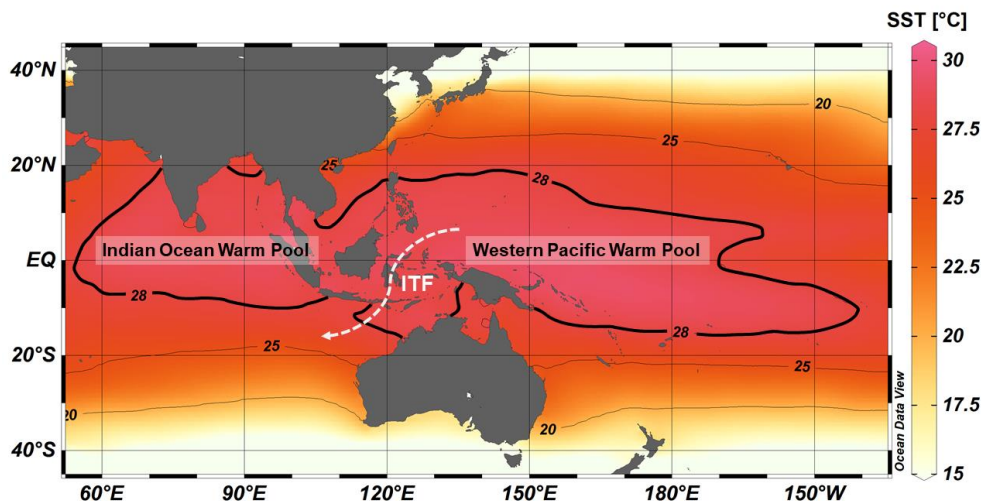 SST [°C]
40°N
20°N
EQ
20°S
40°S
60°E
90°E
120°E
150°E
180°E
150°W
20
25
25
28
Indian Ocean Warm Pool
Western Pacific Warm Pool
ITF
28
28
25
25
20
20
30
27.5
25
22.5
20
17.5
15
Ocean Data View